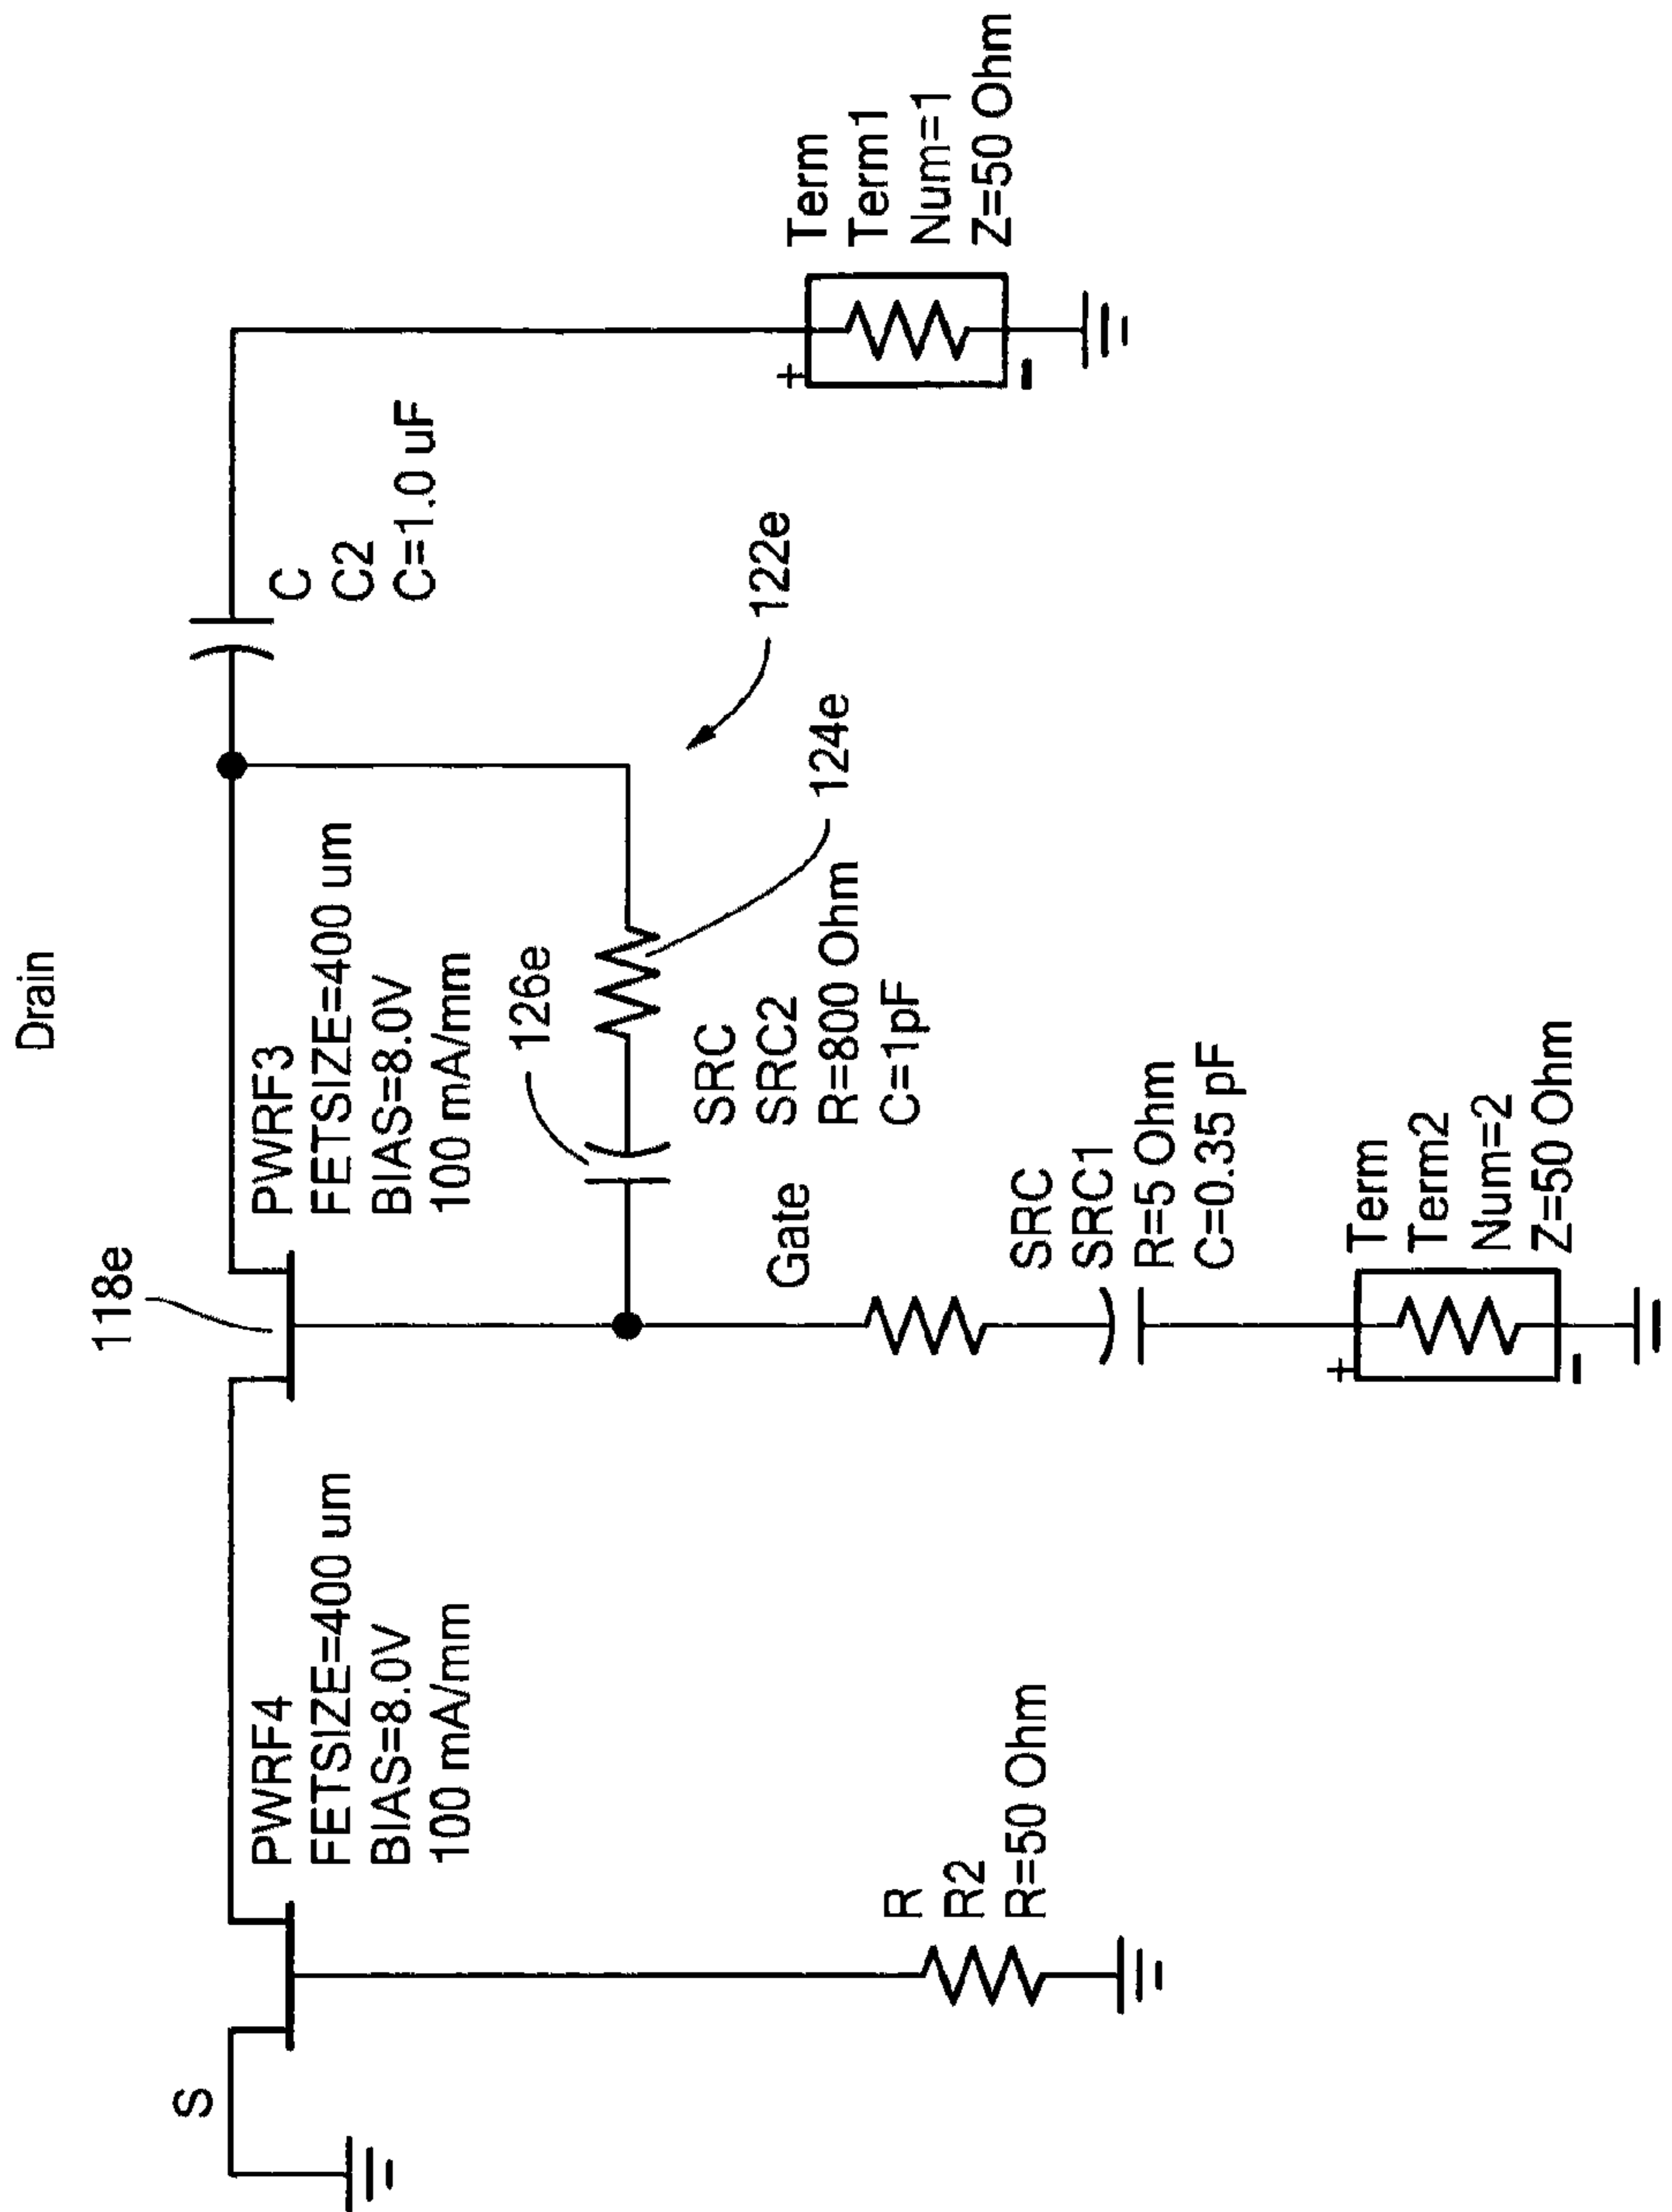 Drain
118e
PWRF3
FETSIZE=400 um
BIAS=8.0V
100 mA/mm
PWRF4
FETSIZE=400 um
BIAS=8.0V
100 mA/mm
S
C
C2
C=1.0 uF
126e
122e
124e
SRC
SRC2
R=800 Ohm
C=1pF
Gate
SRC
SRC1
R=5 Ohm
C=0.35 pF
R
R2
R=50 Ohm
Term
Term1
Num=1
Z=50 Ohm
+
-
Term
Term2
Num=2
Z=50 Ohm
+
-